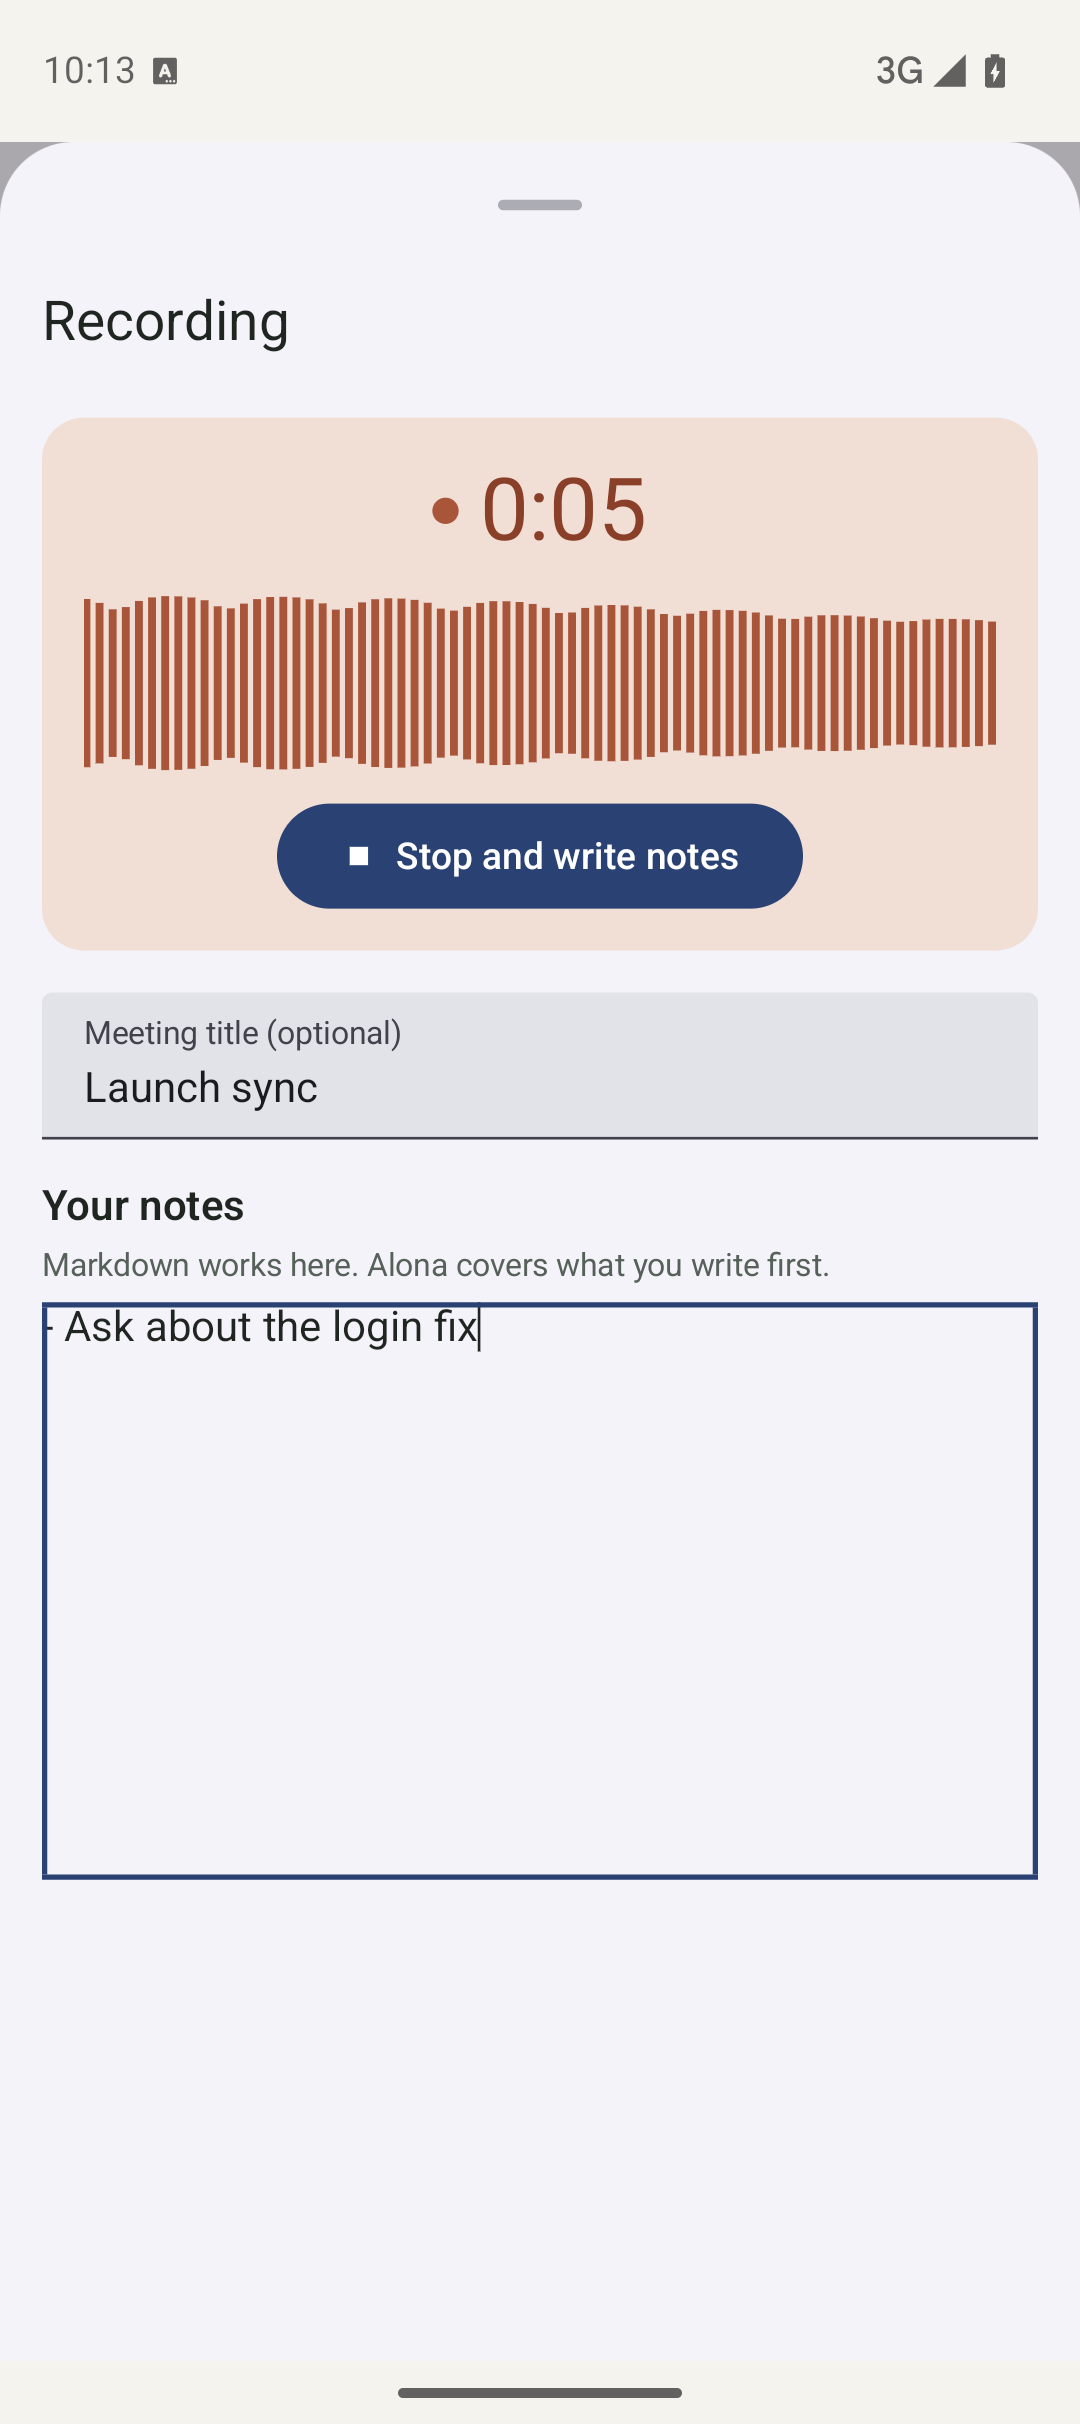 10:13
3G
Recording
0:05
Stop and write notes
Meeting title (optional)
Launch sync
Your notes
Markdown works here. Alona covers what you write first.
- Ask about the login fix